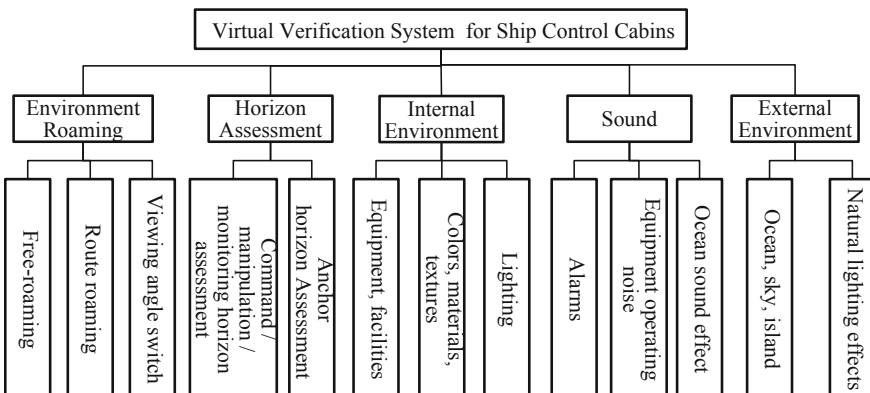 Virtual Verification System for Ship Control Cabins
Environment
Roaming
Horizon
Assessment
Internal
Environment
Sound
External
Environment
Free-roaming
Route roaming
Viewing angle switch
Command /
manipulation /
monitoring horizon
assessment
Anchor
horizon Assessment
Equipment, facilities
Colors, materials,
textures
Lighting
Alarms
Equipment operating
noise
Ocean sound effect
Ocean, sky, island
Natural lighting effects